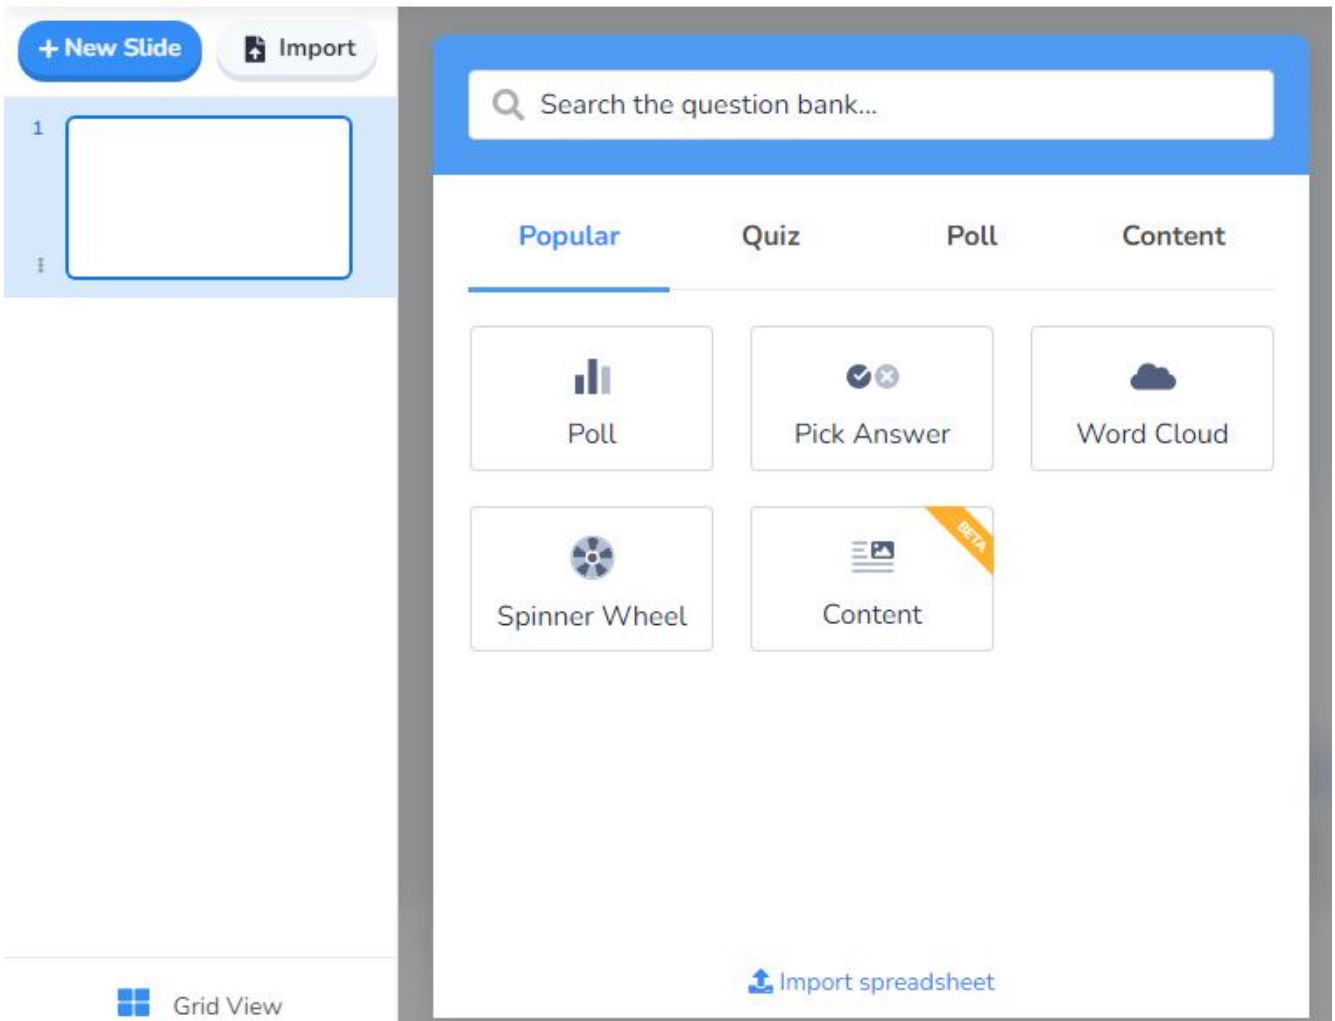 + New Slide
Import
1
Grid View
Search the question bank...
Popular
Quiz
Poll
Content
Poll
Pick Answer
Word Cloud
Spinner Wheel
Content
BETA
Import spreadsheet